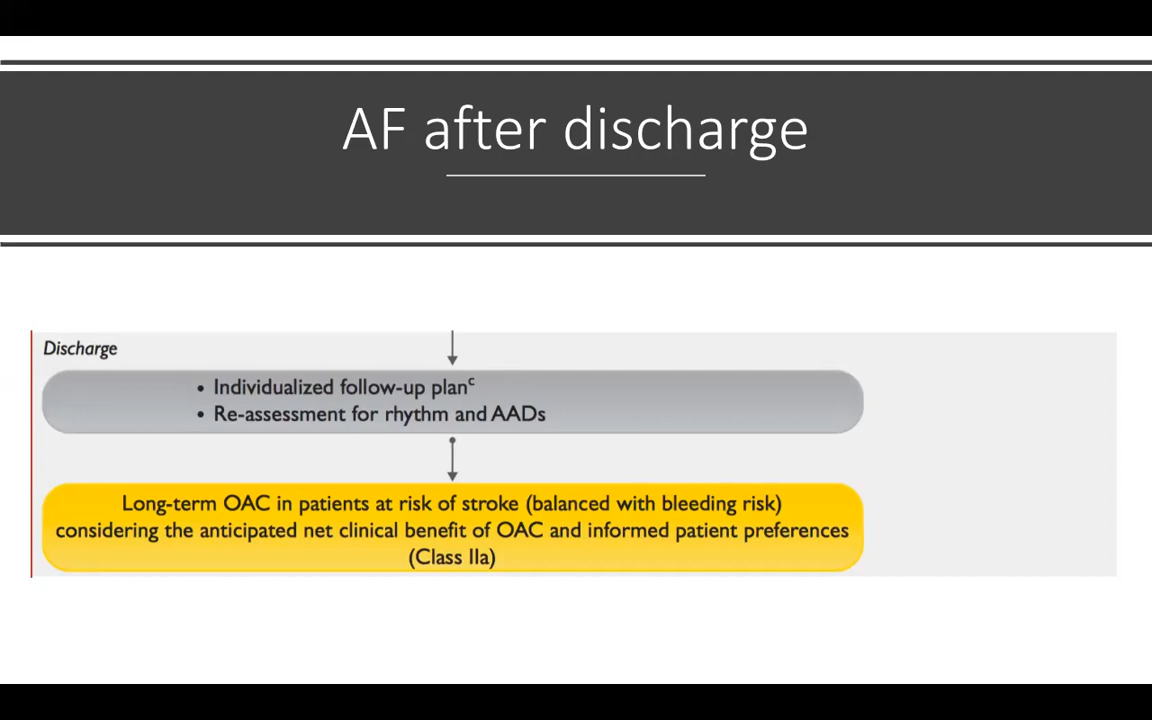 AF after discharge
Discharge
• Individualized follow-up planᶜ
• Re-assessment for rhythm and AADs
Long-term OAC in patients at risk of stroke (balanced with bleeding risk)
considering the anticipated net clinical benefit of OAC and informed patient preferences
(Class IIa)